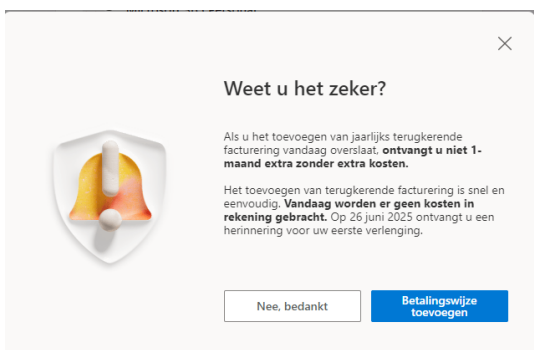 Weet u het zeker?
Als u het toevoegen van jaarlijks terugkerende
facturering vandaag overslaat, ontvangt u niet 1-
maand extra zonder extra kosten.
Het toevoegen van terugkerende facturering is snel en
eenvoudig. Vandaag worden er geen kosten in
rekening gebracht. Op 26 juni 2025 ontvangt u een
herinnering voor uw eerste verlenging.
Nee, bedankt
Betalingswijze
toevoegen